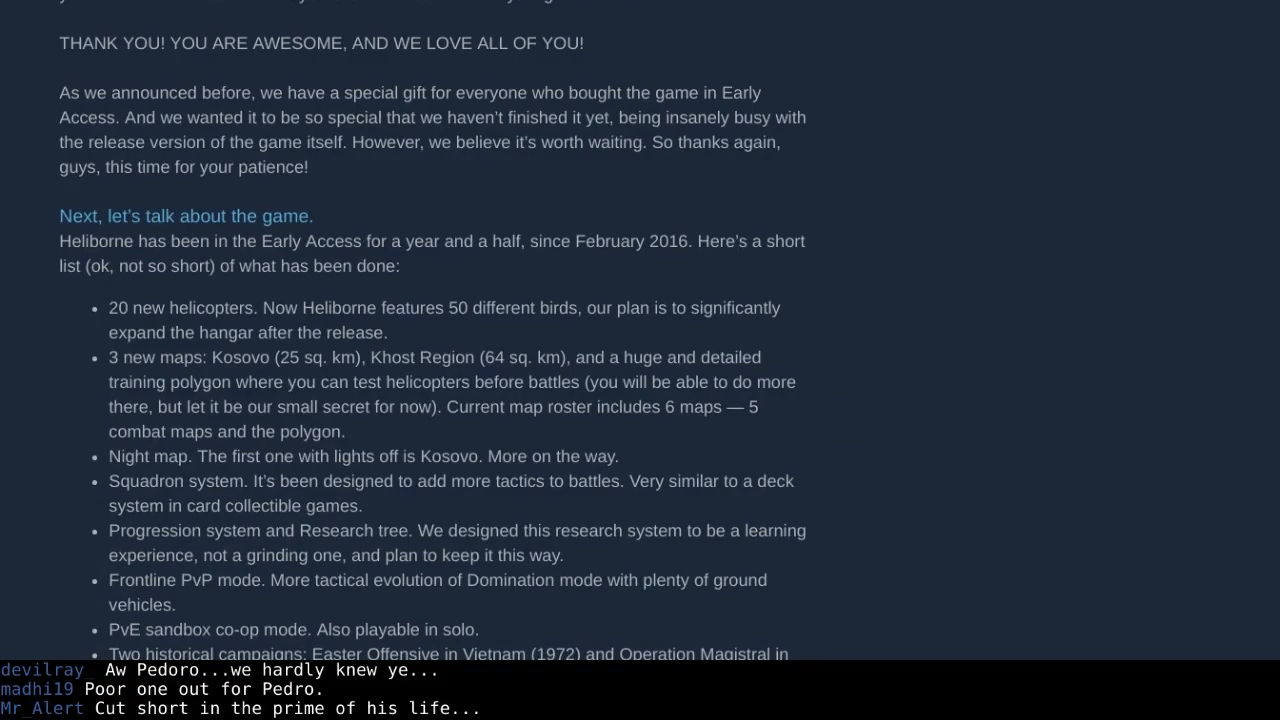 THANK YOU! YOU ARE AWESOME, AND WE LOVE ALL OF YOU!
As we announced before, we have a special gift for everyone who bought the game in Early
Access. And we wanted it to be so special that we haven't finished it yet, being insanely busy with
the release version of the game itself. However, we believe it's worth waiting. So thanks again,
guys, this time for your patience!
Next, let's talk about the game.
Heliborne has been in the Early Access for a year and a half, since February 2016. Here's a short
list (ok, not so short) of what has been done:
• 20 new helicopters. Now Heliborne features 50 different birds, our plan is to significantly
expand the hangar after the release.
• 3 new maps: Kosovo (25 sq. km), Khost Region (64 sq. km), and a huge and detailed
training polygon where you can test helicopters before battles (you will be able to do more
there, but let it be our small secret for now). Current map roster includes 6 maps — 5
combat maps and the polygon.
• Night map. The first one with lights off is Kosovo. More on the way.
• Squadron system. It's been designed to add more tactics to battles. Very similar to a deck
system in card collectible games.
• Progression system and Research tree. We designed this research system to be a learning
experience, not a grinding one, and plan to keep it this way.
• Frontline PvP mode. More tactical evolution of Domination mode with plenty of ground
vehicles.
• PvE sandbox co-op mode. Also playable in solo.
• Two historical campaigns: Easter Offensive in Vietnam (1972) and Operation Magistral in
devilray_ Aw Pedoro...we hardly knew ye...
madhi19 Poor one out for Pedro.
Mr_Alert Cut short in the prime of his life...